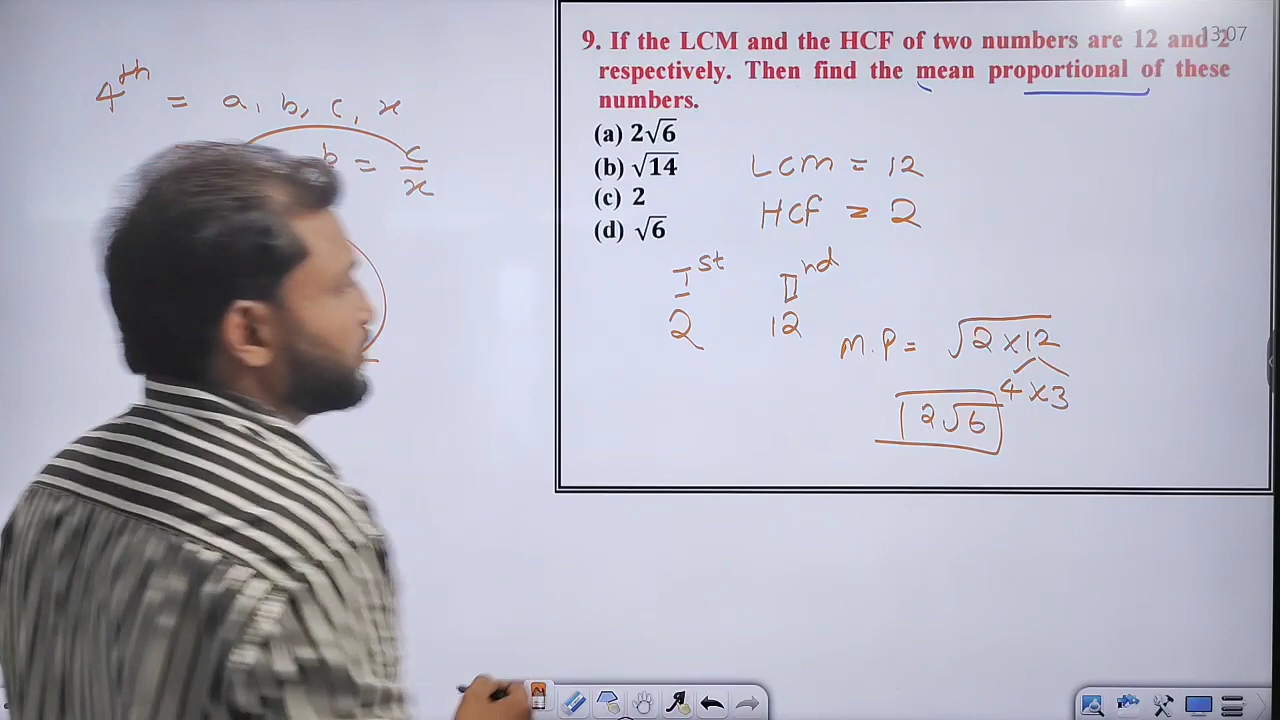 4th = a, b, c, x
b = c/x
13:07
9. If the LCM and the HCF of two numbers are 12 and 2
respectively. Then find the mean proportional of these
numbers.
(a) 2√6
(b) √14
(c) 2
(d) √6
LCM = 12
HCF = 2
Ist IInd
2 12
M.P = √2×12
4×3
2√6